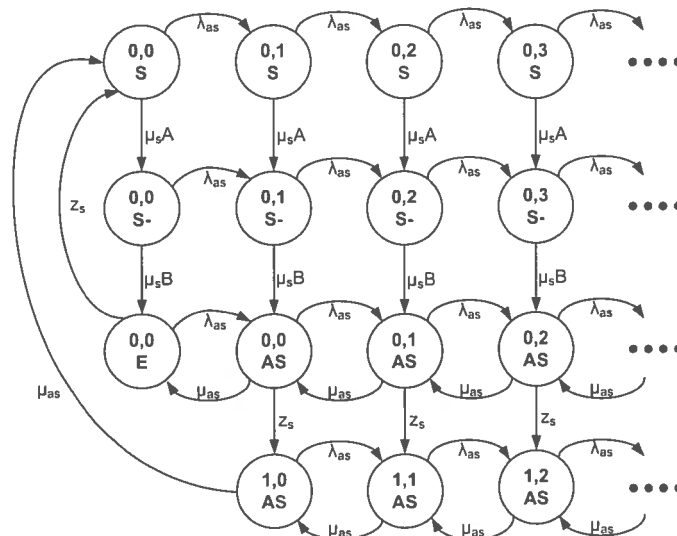 λas λas λas λas
0,0 0,1 0,2 0,3
S S S S
μsA μsA μsA μsA
λas λas λas λas
0,0 0,1 0,2 0,3
S- S- S- S-
zs
μsB μsB μsB μsB
λas λas λas λas
0,0 0,0 0,1 0,2
E AS AS AS
μas μas μas μas
μas
zs zs zs
λas λas λas
1,0 1,1 1,2
AS AS AS
μas μas μas